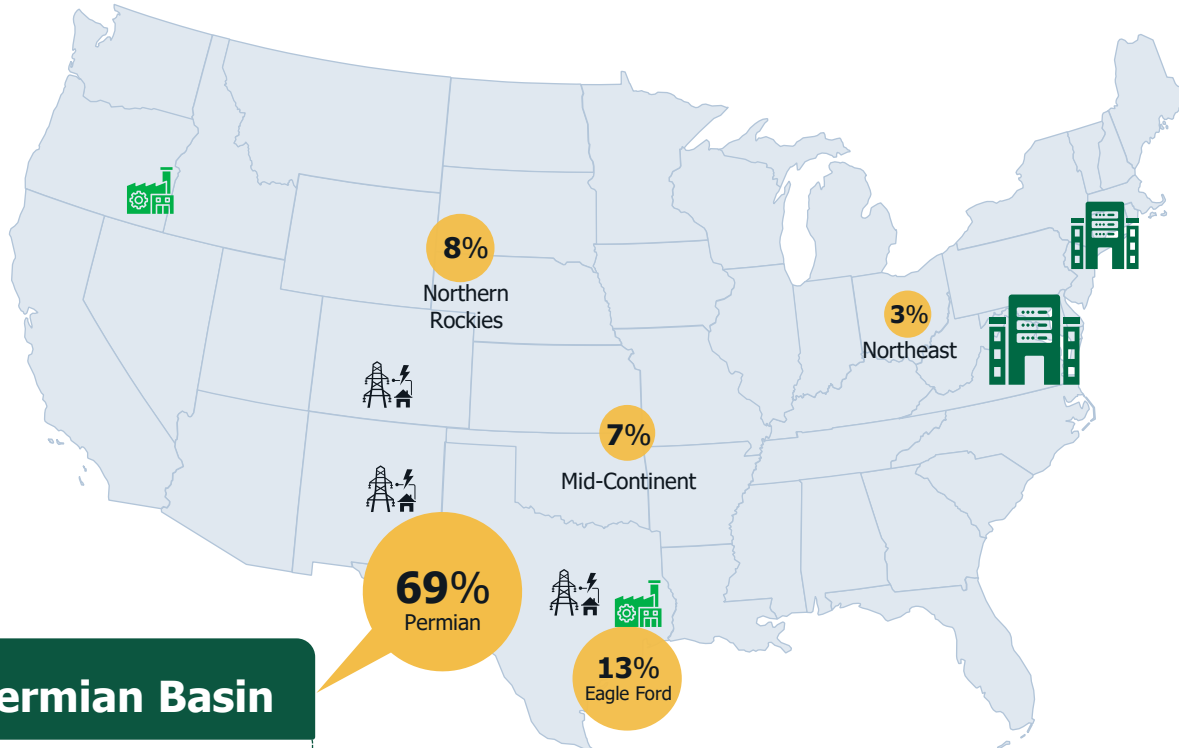 8%
Northern
Rockies
3%
Northeast
7%
Mid-Continent
69%
Permian
13%
Eagle Ford
ermian Basin